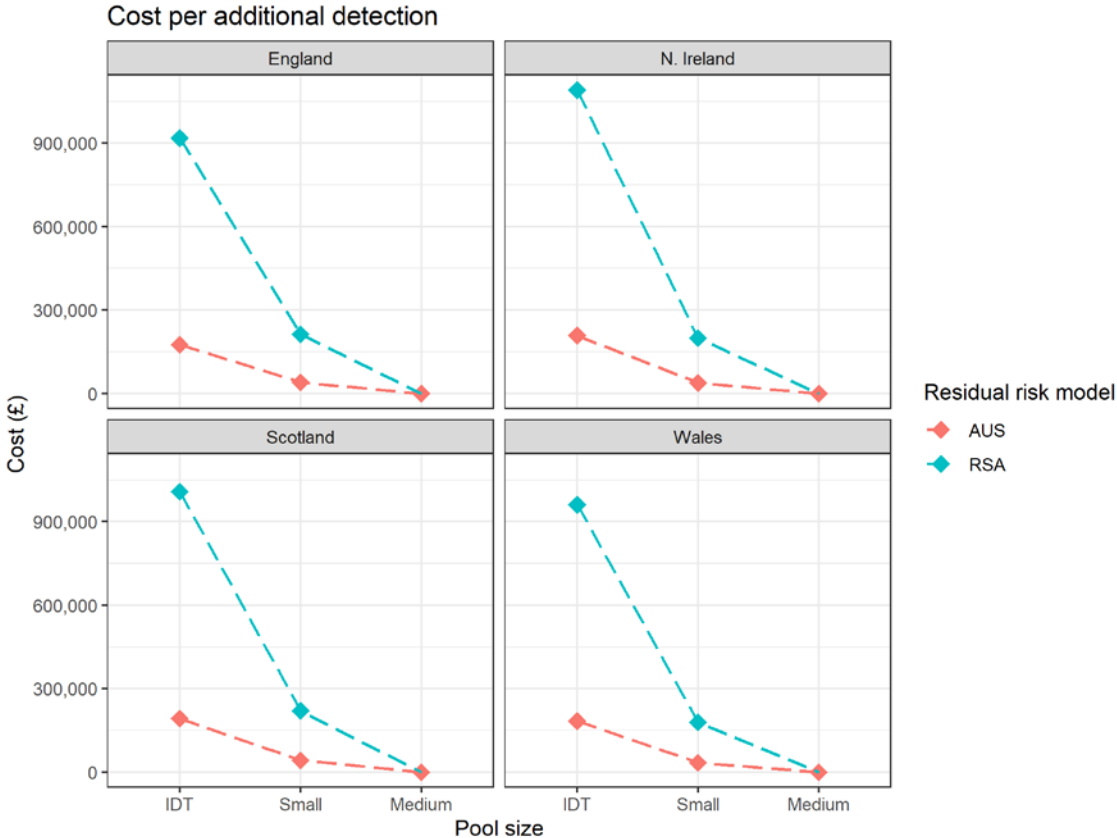 Cost per additional detection
England
N. Ireland
900,000
600,000
300,000
0
Scotland
Wales
900,000
600,000
300,000
0
IDT
Small
Medium
IDT
Small
Medium
Pool size
Cost (£)
Residual risk model
AUS
RSA